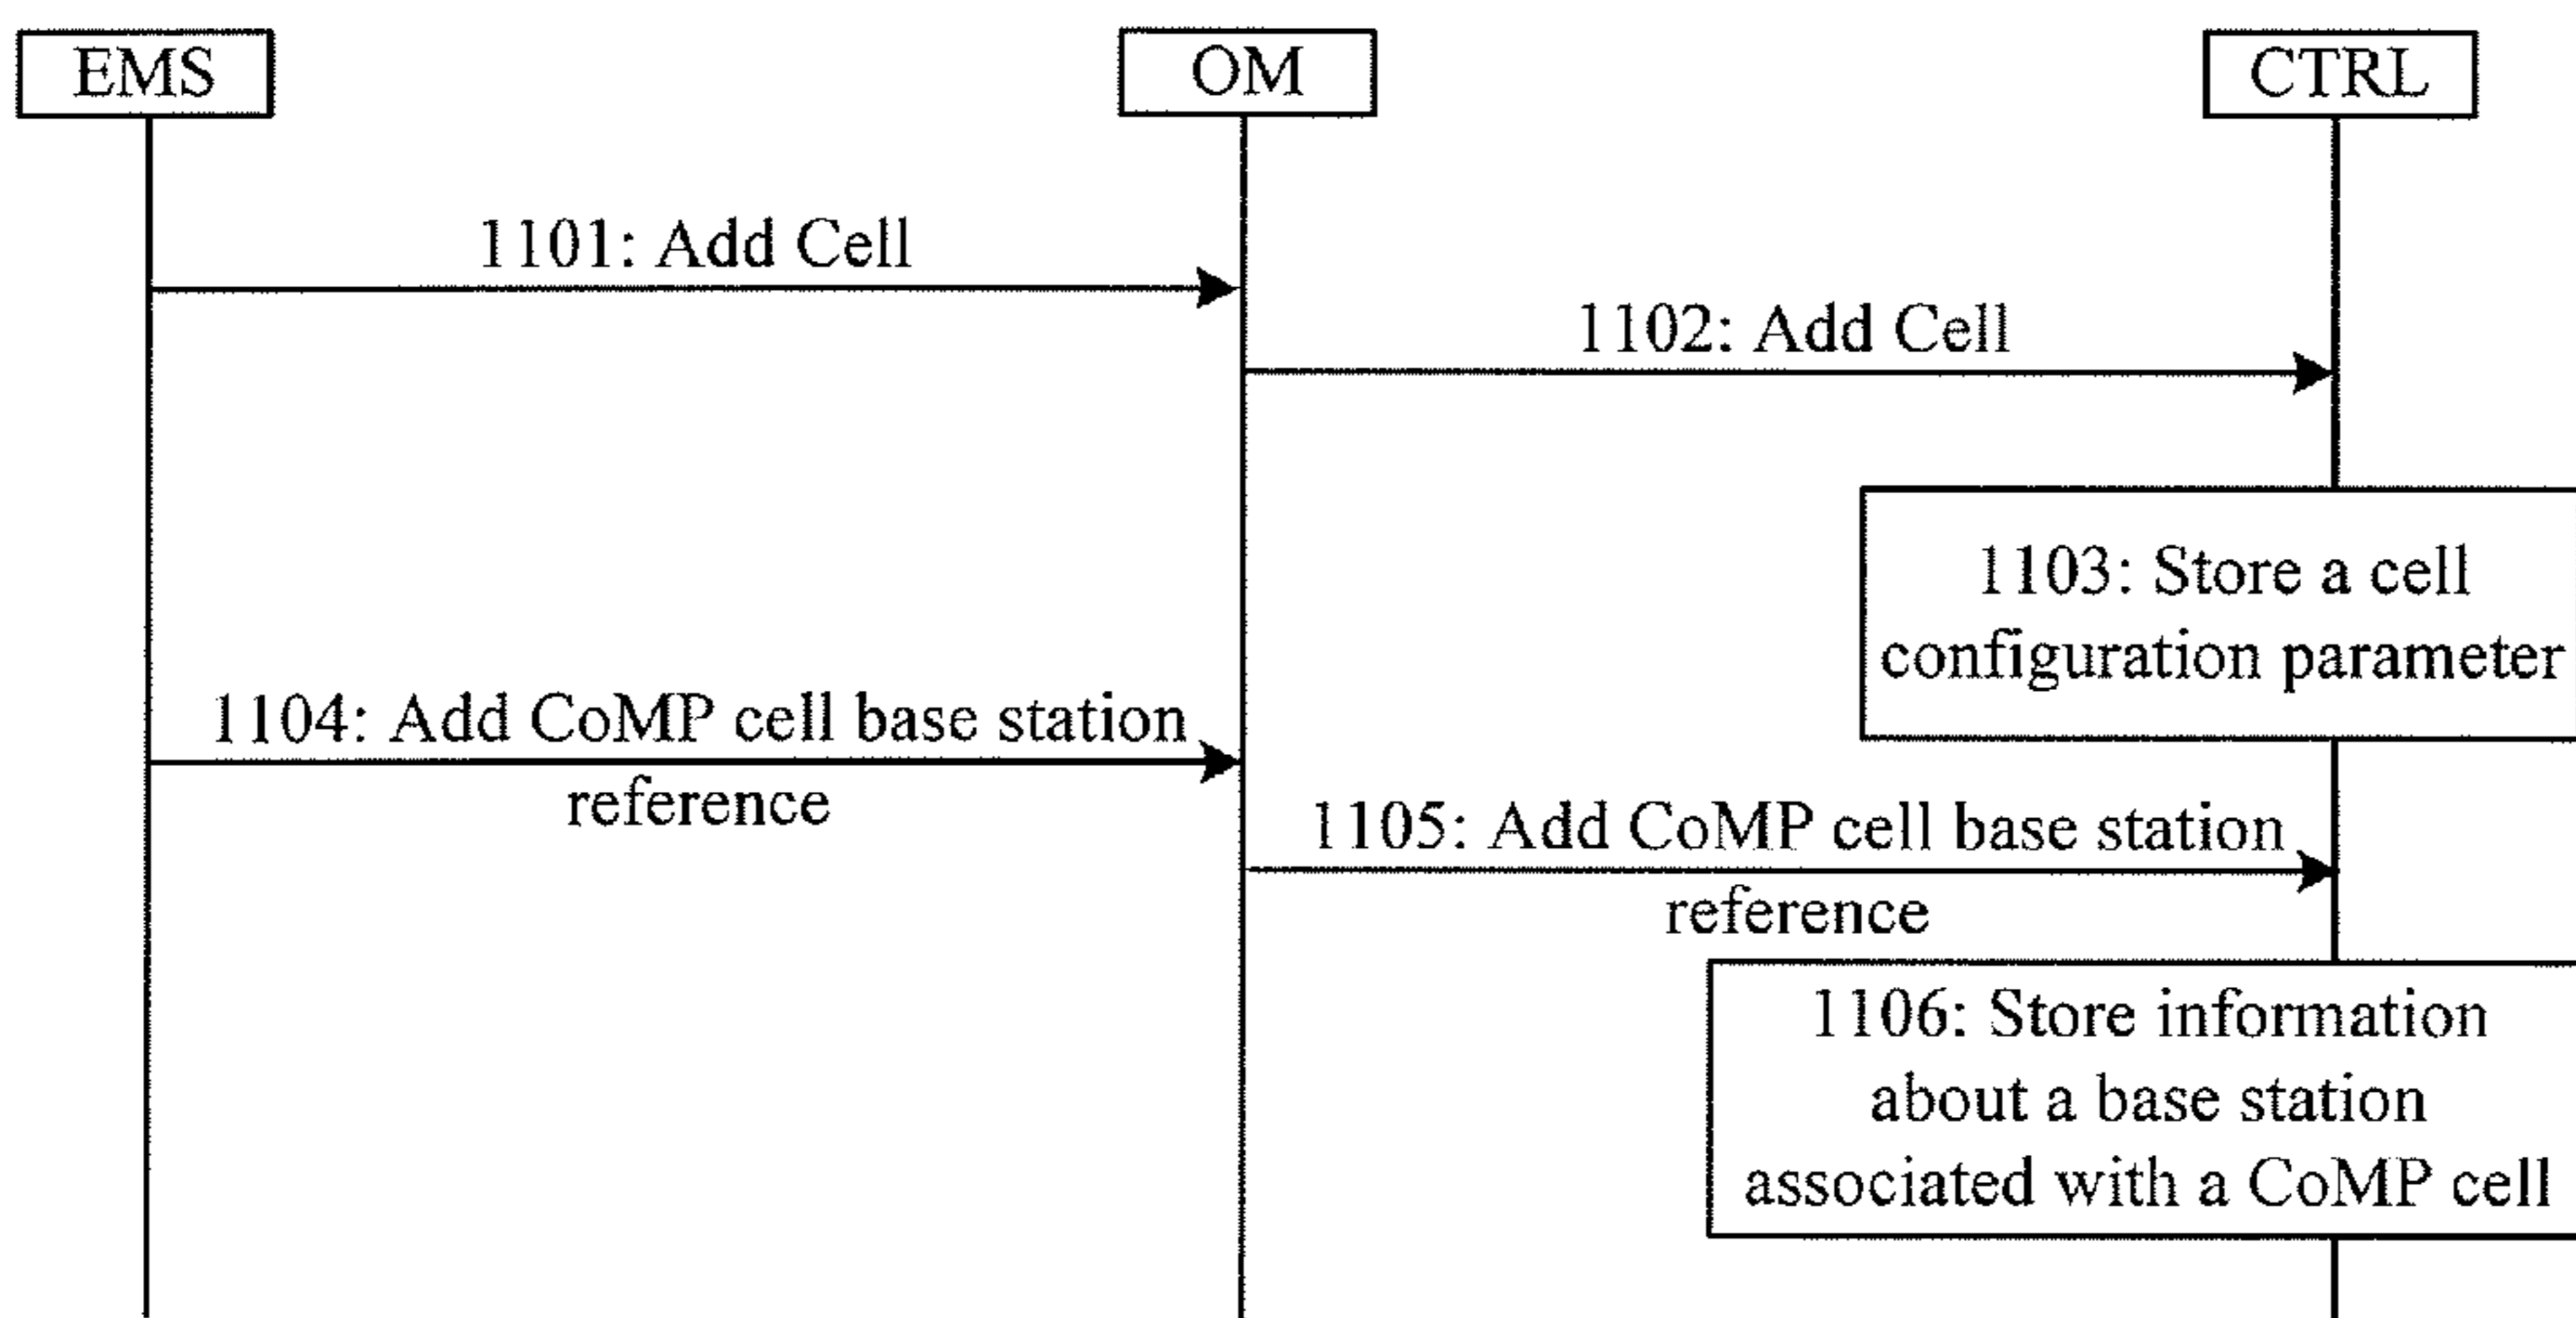 EMS
OM
CTRL
1101: Add Cell
1102: Add Cell
1103: Store a cell
configuration parameter
1104: Add CoMP cell base station
reference
1105: Add CoMP cell base station
reference
1106: Store information
about a base station
associated with a CoMP cell